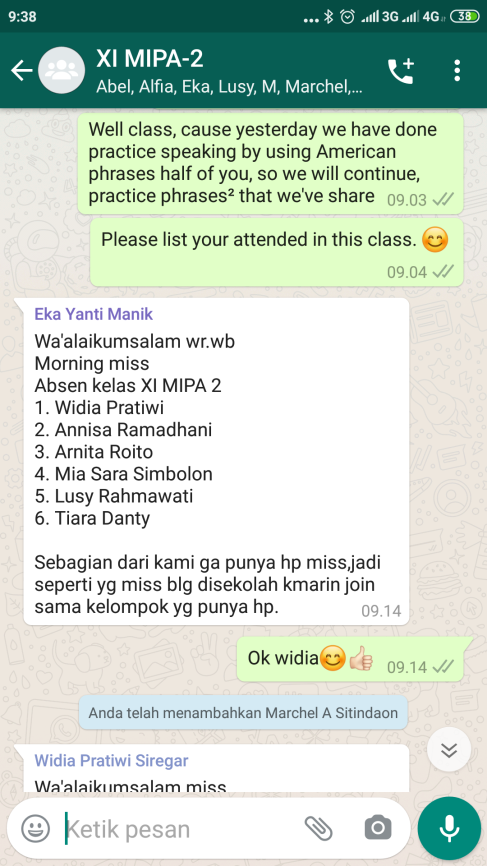 9:38
3G 4G 38
XI MIPA-2
Abel, Alfia, Eka, Lusy, M, Marchel,...
Well class, cause yesterday we have done
practice speaking by using American
phrases half of you, so we will continue,
practice phrases² that we've share 09.03
Please list your attended in this class. 😊
09.04
Eka Yanti Manik
Wa'alaikumsalam wr.wb
Morning miss
Absen kelas XI MIPA 2
1. Widia Pratiwi
2. Annisa Ramadhani
3. Arnita Roito
4. Mia Sara Simbolon
5. Lusy Rahmawati
6. Tiara Danty
Sebagian dari kami ga punya hp miss,jadi
seperti yg miss blg disekolah kmarin join
sama kelompok yg punya hp. 09.14
Ok widia😊👍🏻 09.14
Anda telah menambahkan Marchel A Sitindaon
Widia Pratiwi Siregar
Wa'alaikumsalam miss
Ketik pesan